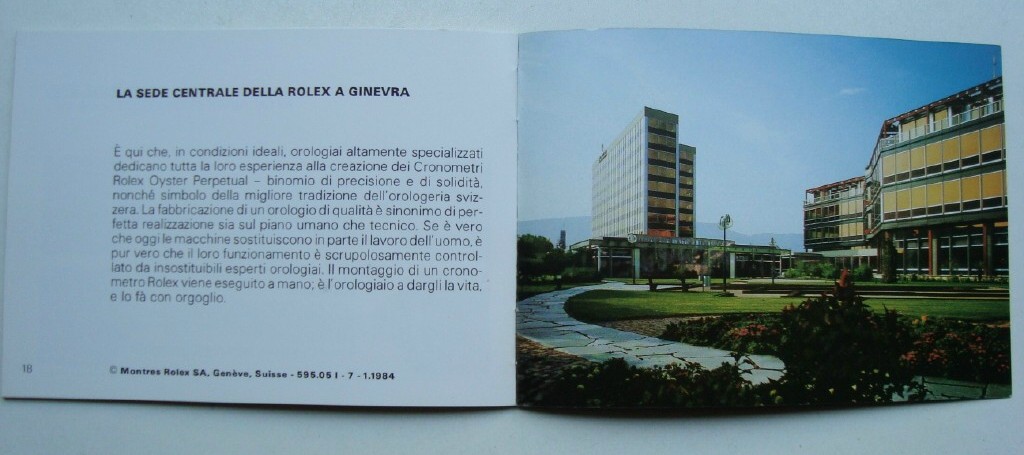 LA SEDE CENTRALE DELLA ROLEX A GINEVRA
È qui che, in condizioni ideali, orologiai altamente specializzati
dedicano tutta la loro esperienza alla creazione dei Cronometri
Rolex Oyster Perpetual – binomio di precisione e di solidità,
nonché simbolo della migliore tradizione dell'orologeria sviz-
zera. La fabbricazione di un orologio di qualità è sinonimo di per-
fetta realizzazione sia sul piano umano che tecnico. Se è vero
che oggi le macchine sostituiscono in parte il lavoro dell'uomo, è
pur vero che il loro funzionamento è scrupolosamente control-
lato da insostituibili esperti orologiai. Il montaggio di un crono-
metro Rolex viene eseguito a mano; è l'orologiaio a dargli la vita,
e lo fà con orgoglio.
18
© Montres Rolex SA, Genève, Suisse - 595.05 I - 7 - 1.1984